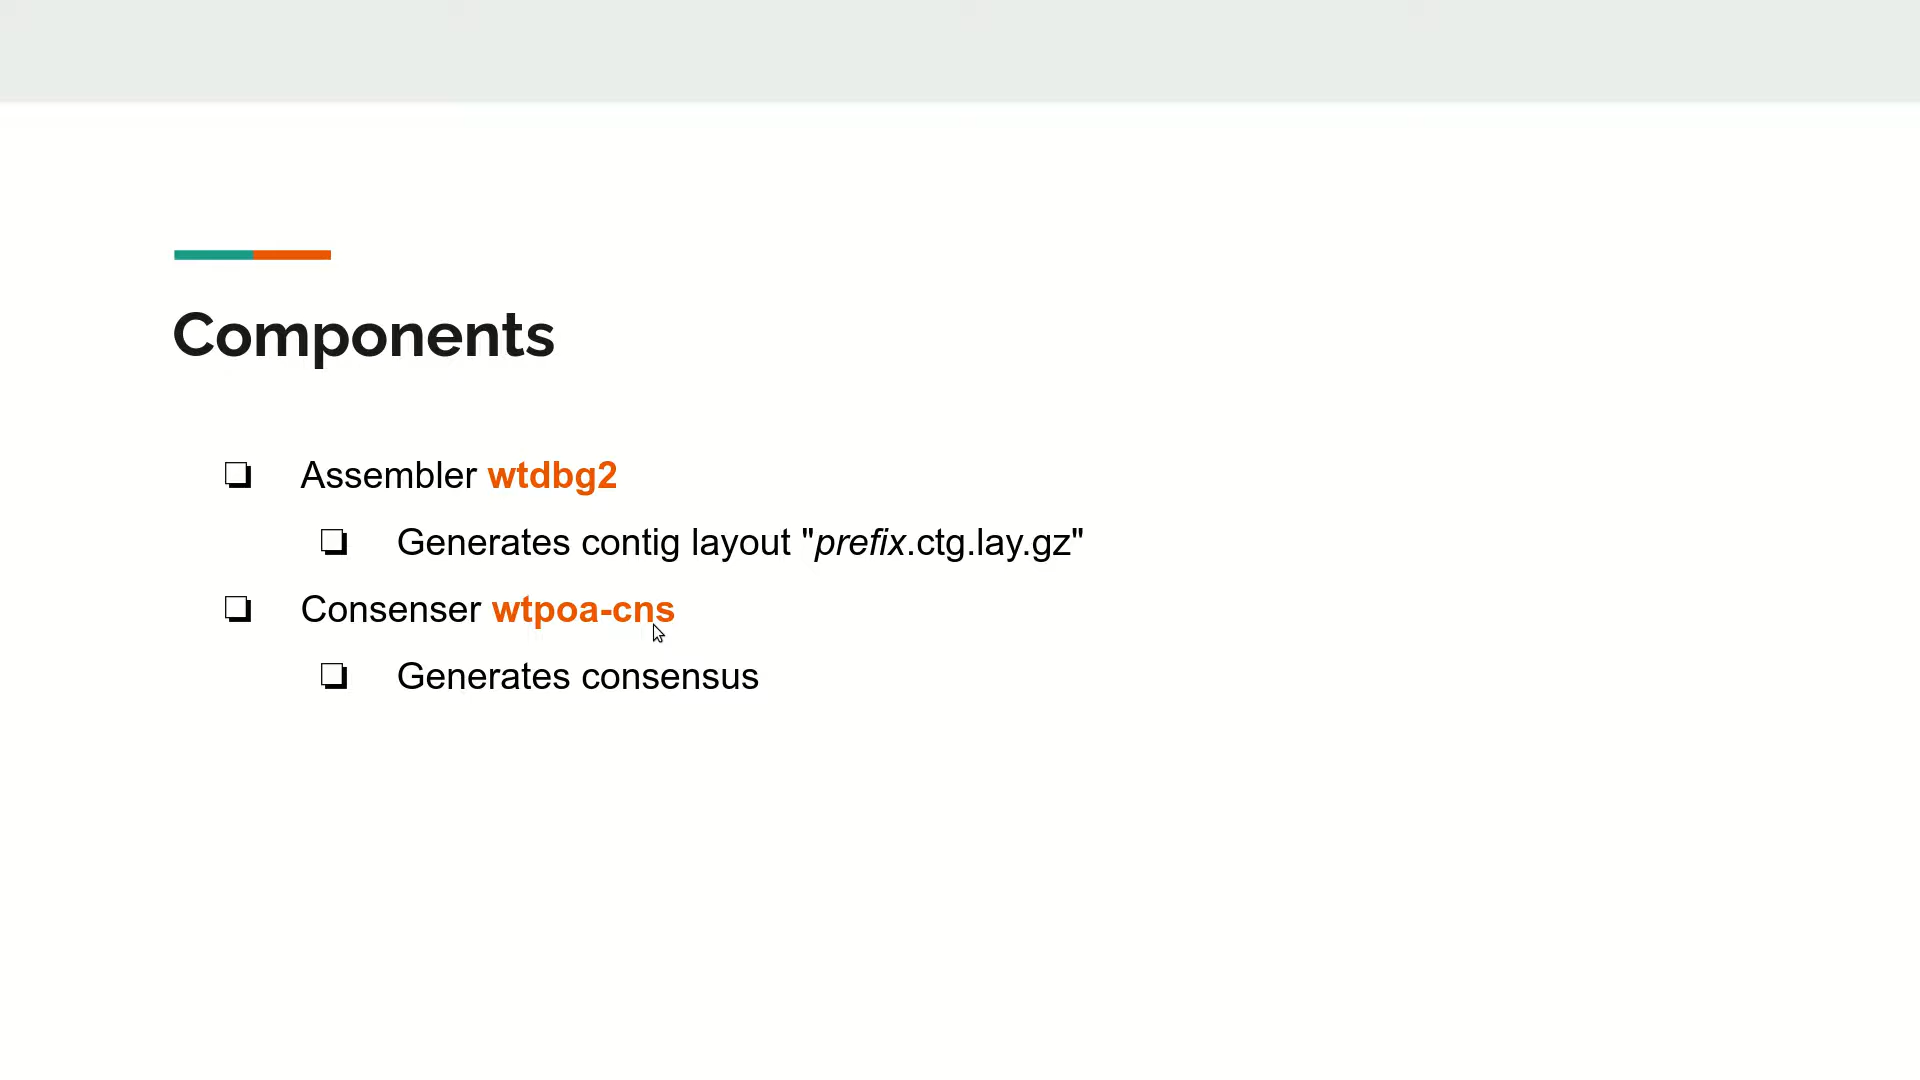 Components
❏ Assembler wtdbg2
❏ Generates contig layout "prefix.ctg.lay.gz"
❏ Consenser wtpoa-cns
❏ Generates consensus